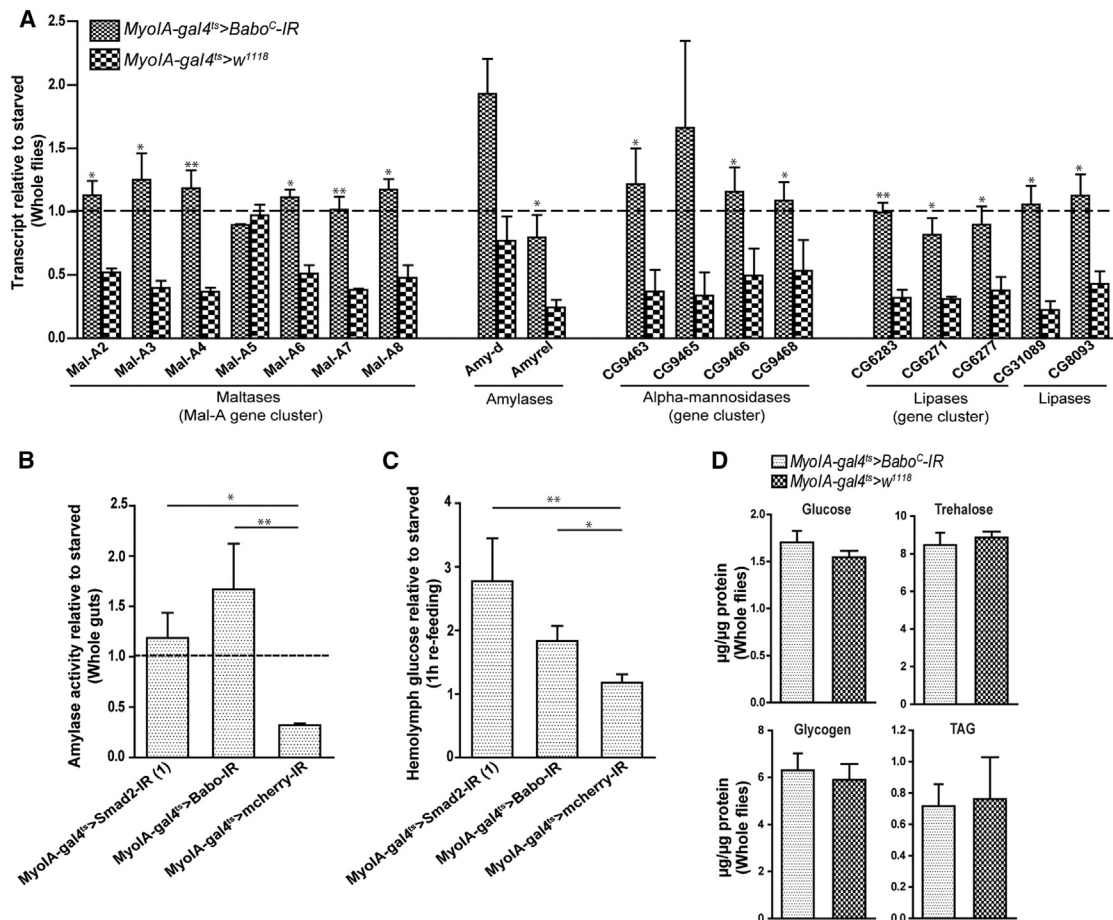 A
MyoIA-gal4ts>BaboC-IR
MyoIA-gal4ts>w1118
Transcript relative to starved
(Whole flies)
2.5
2.0
1.5
1.0
0.5
0.0
* * ** * ** * * * * * ** * * * *
Mal-A2 Mal-A3 Mal-A4 Mal-A5 Mal-A6 Mal-A7 Mal-A8 Amy-d Amyrel CG9463 CG9465 CG9466 CG9468 CG6283 CG6271 CG6277 CG31089 CG8093
Maltases Amylases Alpha-mannosidases Lipases Lipases
(Mal-A gene cluster) (gene cluster) (gene cluster)
B
Amylase activity relative to starved
(Whole guts)
2.5
2.0
1.5
1.0
0.5
0.0
*
**
MyoIA-gal4ts>Smad2-IR (1)
MyoIA-gal4ts>Babo-IR
MyoIA-gal4ts>mcherry-IR
C
Hemolymph glucose relative to starved
(1h re-feeding)
4
3
2
1
0
**
*
MyoIA-gal4ts>Smad2-IR (1)
MyoIA-gal4ts>Babo-IR
MyoIA-gal4ts>mcherry-IR
D
MyoIA-gal4ts>BaboC-IR
MyoIA-gal4ts>w1118
Glucose
µg/µg protein
(Whole flies)
2.0
1.5
1.0
0.5
0.0
Trehalose
10
8
6
4
2
0
Glycogen
µg/µg protein
(Whole flies)
8
6
4
2
0
TAG
1.2
1.0
0.8
0.6
0.4
0.2
0.0